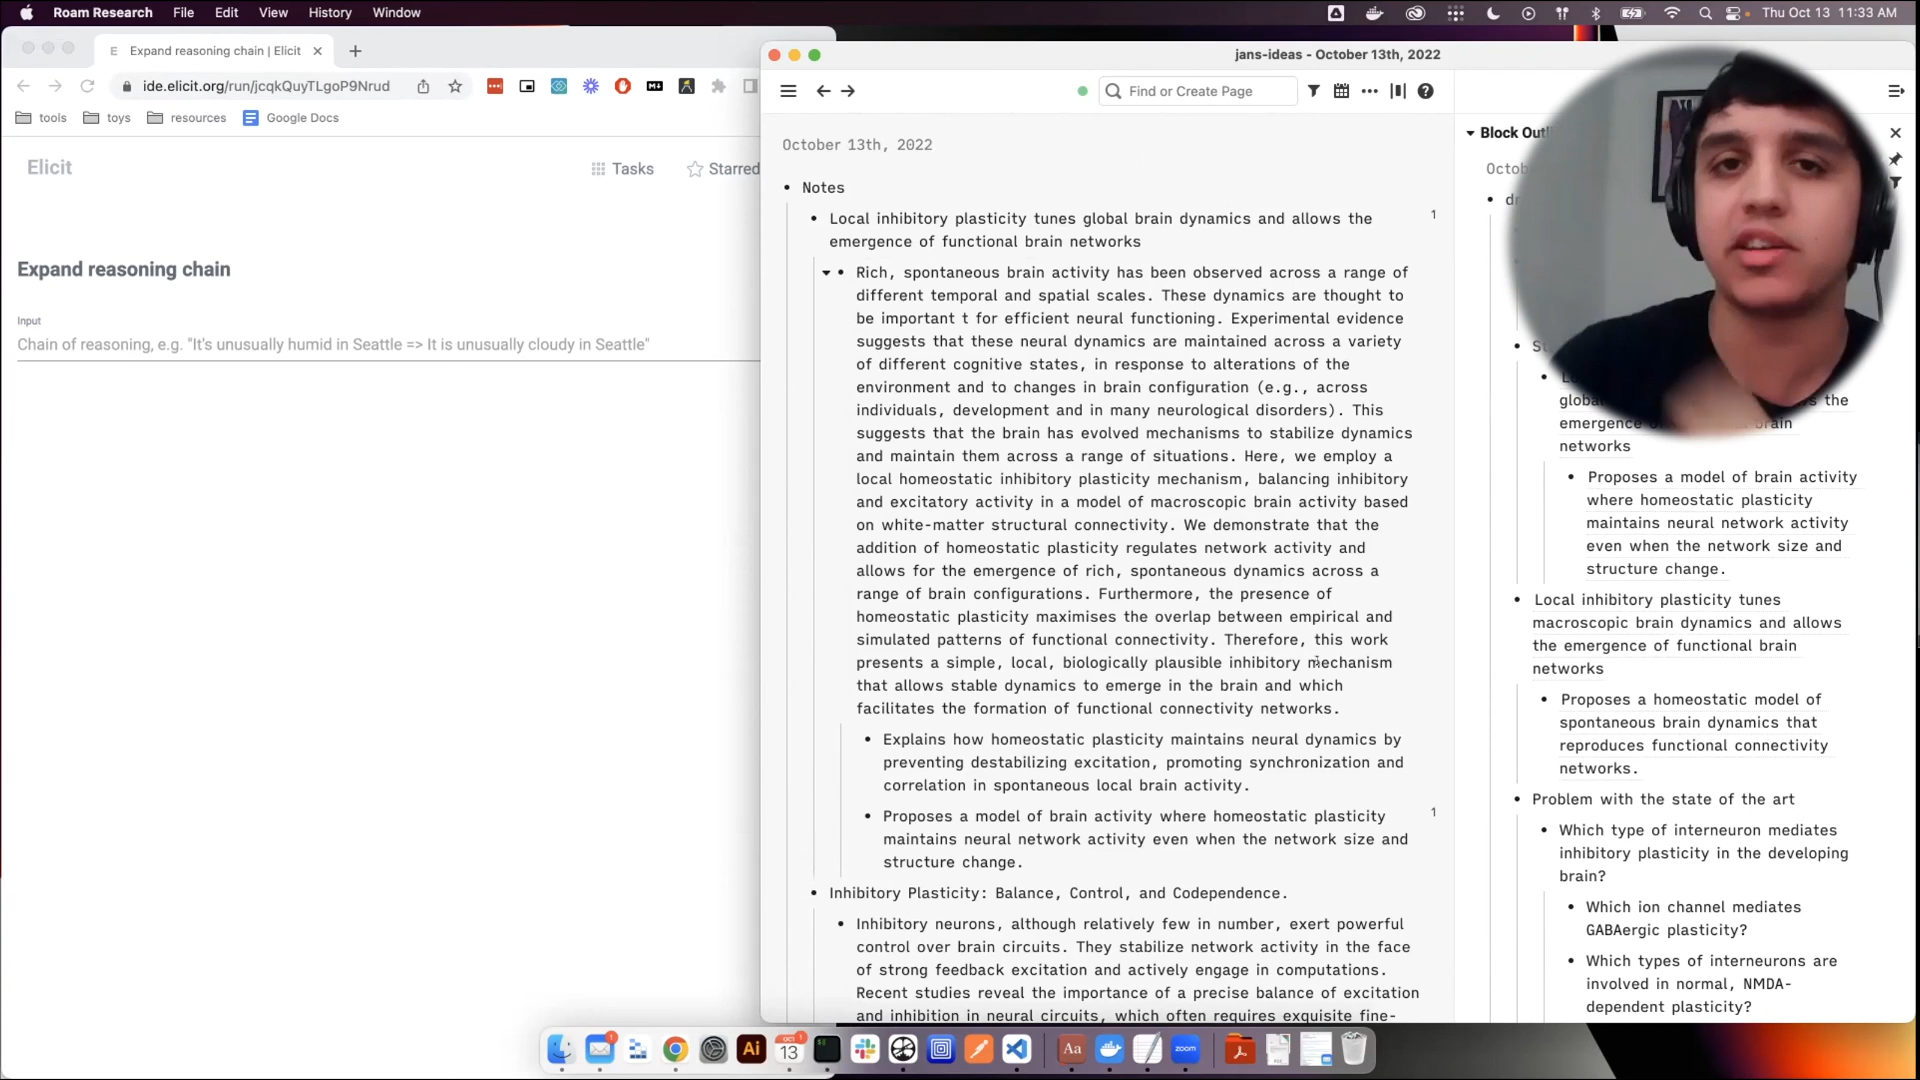 Roam Research File Edit View History Window
Thu Oct 13 11:33 AM
E Expand reasoning chain | Elicit
ide.elicit.org/run/jcqkQuyTLgoP9Nrud
tools toys resources Google Docs
Elicit
Tasks
Starred
Expand reasoning chain
Input
Chain of reasoning, e.g. "It's unusually humid in Seattle => It is unusually cloudy in Seattle"
jans-ideas - October 13th, 2022
Find or Create Page
October 13th, 2022
Notes
Local inhibitory plasticity tunes global brain dynamics and allows the
emergence of functional brain networks
1
Rich, spontaneous brain activity has been observed across a range of
different temporal and spatial scales. These dynamics are thought to
be important t for efficient neural functioning. Experimental evidence
suggests that these neural dynamics are maintained across a variety
of different cognitive states, in response to alterations of the
environment and to changes in brain configuration (e.g., across
individuals, development and in many neurological disorders). This
suggests that the brain has evolved mechanisms to stabilize dynamics
and maintain them across a range of situations. Here, we employ a
local homeostatic inhibitory plasticity mechanism, balancing inhibitory
and excitatory activity in a model of macroscopic brain activity based
on white-matter structural connectivity. We demonstrate that the
addition of homeostatic plasticity regulates network activity and
allows for the emergence of rich, spontaneous dynamics across a
range of brain configurations. Furthermore, the presence of
homeostatic plasticity maximises the overlap between empirical and
simulated patterns of functional connectivity. Therefore, this work
presents a simple, local, biologically plausible inhibitory mechanism
that allows stable dynamics to emerge in the brain and which
facilitates the formation of functional connectivity networks.
Explains how homeostatic plasticity maintains neural dynamics by
preventing destabilizing excitation, promoting synchronization and
correlation in spontaneous local brain activity.
Proposes a model of brain activity where homeostatic plasticity
maintains neural network activity even when the network size and
structure change.
1
Inhibitory Plasticity: Balance, Control, and Codependence.
Inhibitory neurons, although relatively few in number, exert powerful
control over brain circuits. They stabilize network activity in the face
of strong feedback excitation and actively engage in computations.
Recent studies reveal the importance of a precise balance of excitation
and inhibition in neural circuits, which often requires exquisite fine-
Block
the
emergence
networks
Proposes a model of brain activity
where homeostatic plasticity
maintains neural network activity
even when the network size and
structure change.
Local inhibitory plasticity tunes
macroscopic brain dynamics and allows
the emergence of functional brain
networks
Proposes a homeostatic model of
spontaneous brain dynamics that
reproduces functional connectivity
networks.
Problem with the state of the art
Which type of interneuron mediates
inhibitory plasticity in the developing
brain?
Which ion channel mediates
GABAergic plasticity?
Which types of interneurons are
involved in normal, NMDA-
dependent plasticity?
Ai
OCT
13
Aa
zoom